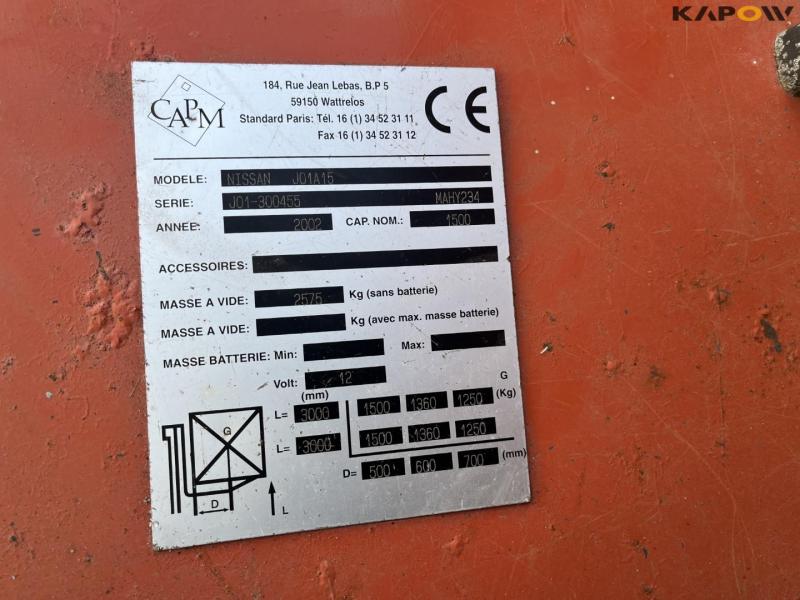 KAPOW
CAPM
184, Rue Jean Lebas, B.P 5
59150 Wattrelos
Standard Paris: Tél. 16 (1) 34 52 31 11
Fax 16 (1) 34 52 31 12
CE
MODELE: NISSAN J01A15
SERIE: J01-300455 MAHY234
ANNEE: 2002 CAP. NOM.: 1500
ACCESSOIRES:
MASSE A VIDE: 2575 Kg (sans batterie)
MASSE A VIDE: Kg (avec max. masse batterie)
MASSE BATTERIE: Min: Max:
Volt: 12
(mm) G
L= 3000 1500 1360 1250 (Kg)
L= 3000 1500 1360 1250
D= 500 600 700 (mm)
G
D
L